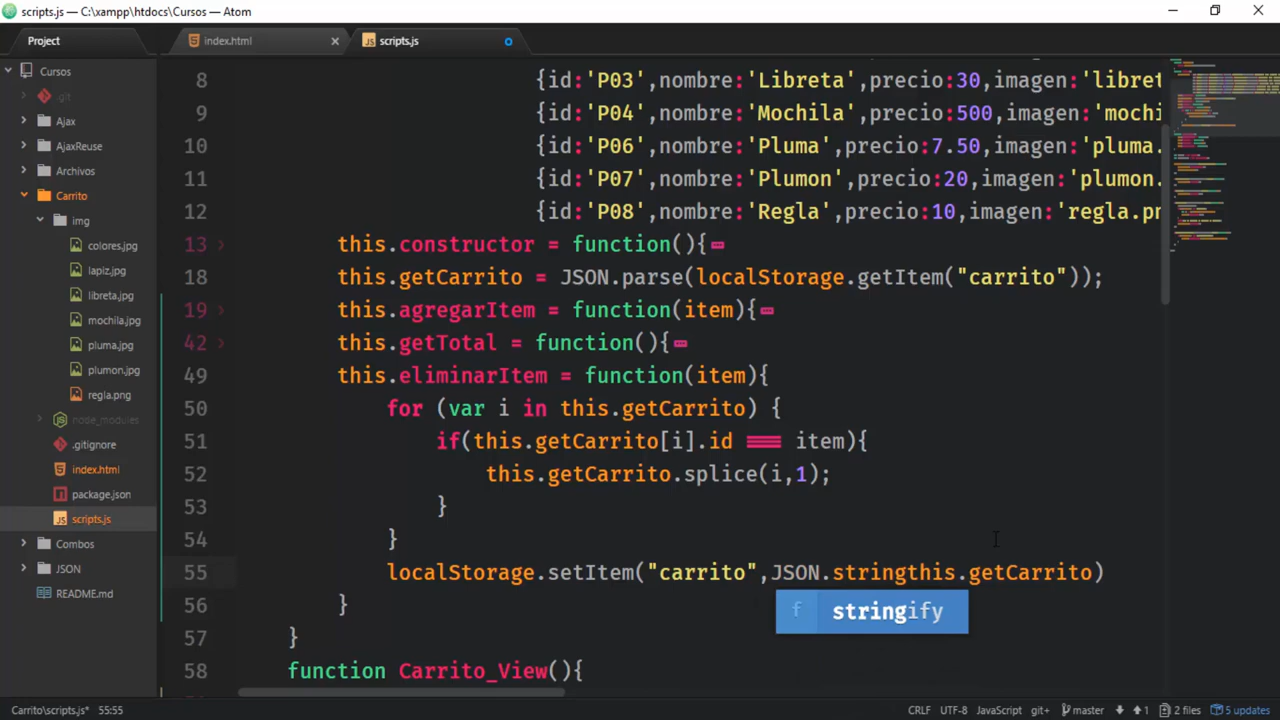 scripts.js — C:\xampp\htdocs\Cursos — Atom
Project
index.html
scripts.js
Cursos
.git
Ajax
AjaxReuse
Archivos
Carrito
img
colores.jpg
lapiz.jpg
libreta.jpg
mochila.jpg
pluma.jpg
plumon.jpg
regla.png
node_modules
.gitignore
index.html
package.json
scripts.js
Combos
JSON
README.md
8 {id:'P03',nombre:'Libreta',precio:30,imagen:'libret
9 {id:'P04',nombre:'Mochila',precio:500,imagen:'mochi
10 {id:'P06',nombre:'Pluma',precio:7.50,imagen:'pluma.
11 {id:'P07',nombre:'Plumon',precio:20,imagen:'plumon.
12 {id:'P08',nombre:'Regla',precio:10,imagen:'regla.pn
13 this.constructor = function(){
18 this.getCarrito = JSON.parse(localStorage.getItem("carrito"));
19 this.agregarItem = function(item){
42 this.getTotal = function(){
49 this.eliminarItem = function(item){
50 for (var i in this.getCarrito) {
51 if(this.getCarrito[i].id === item){
52 this.getCarrito.splice(i,1);
53 }
54 }
55 localStorage.setItem("carrito",JSON.stringthis.getCarrito)
f stringify
56 }
57 }
58 function Carrito_View(){
Carrito\scripts.js* 55:55 CRLF UTF-8 JavaScript git+ master 1 2 files 5 updates